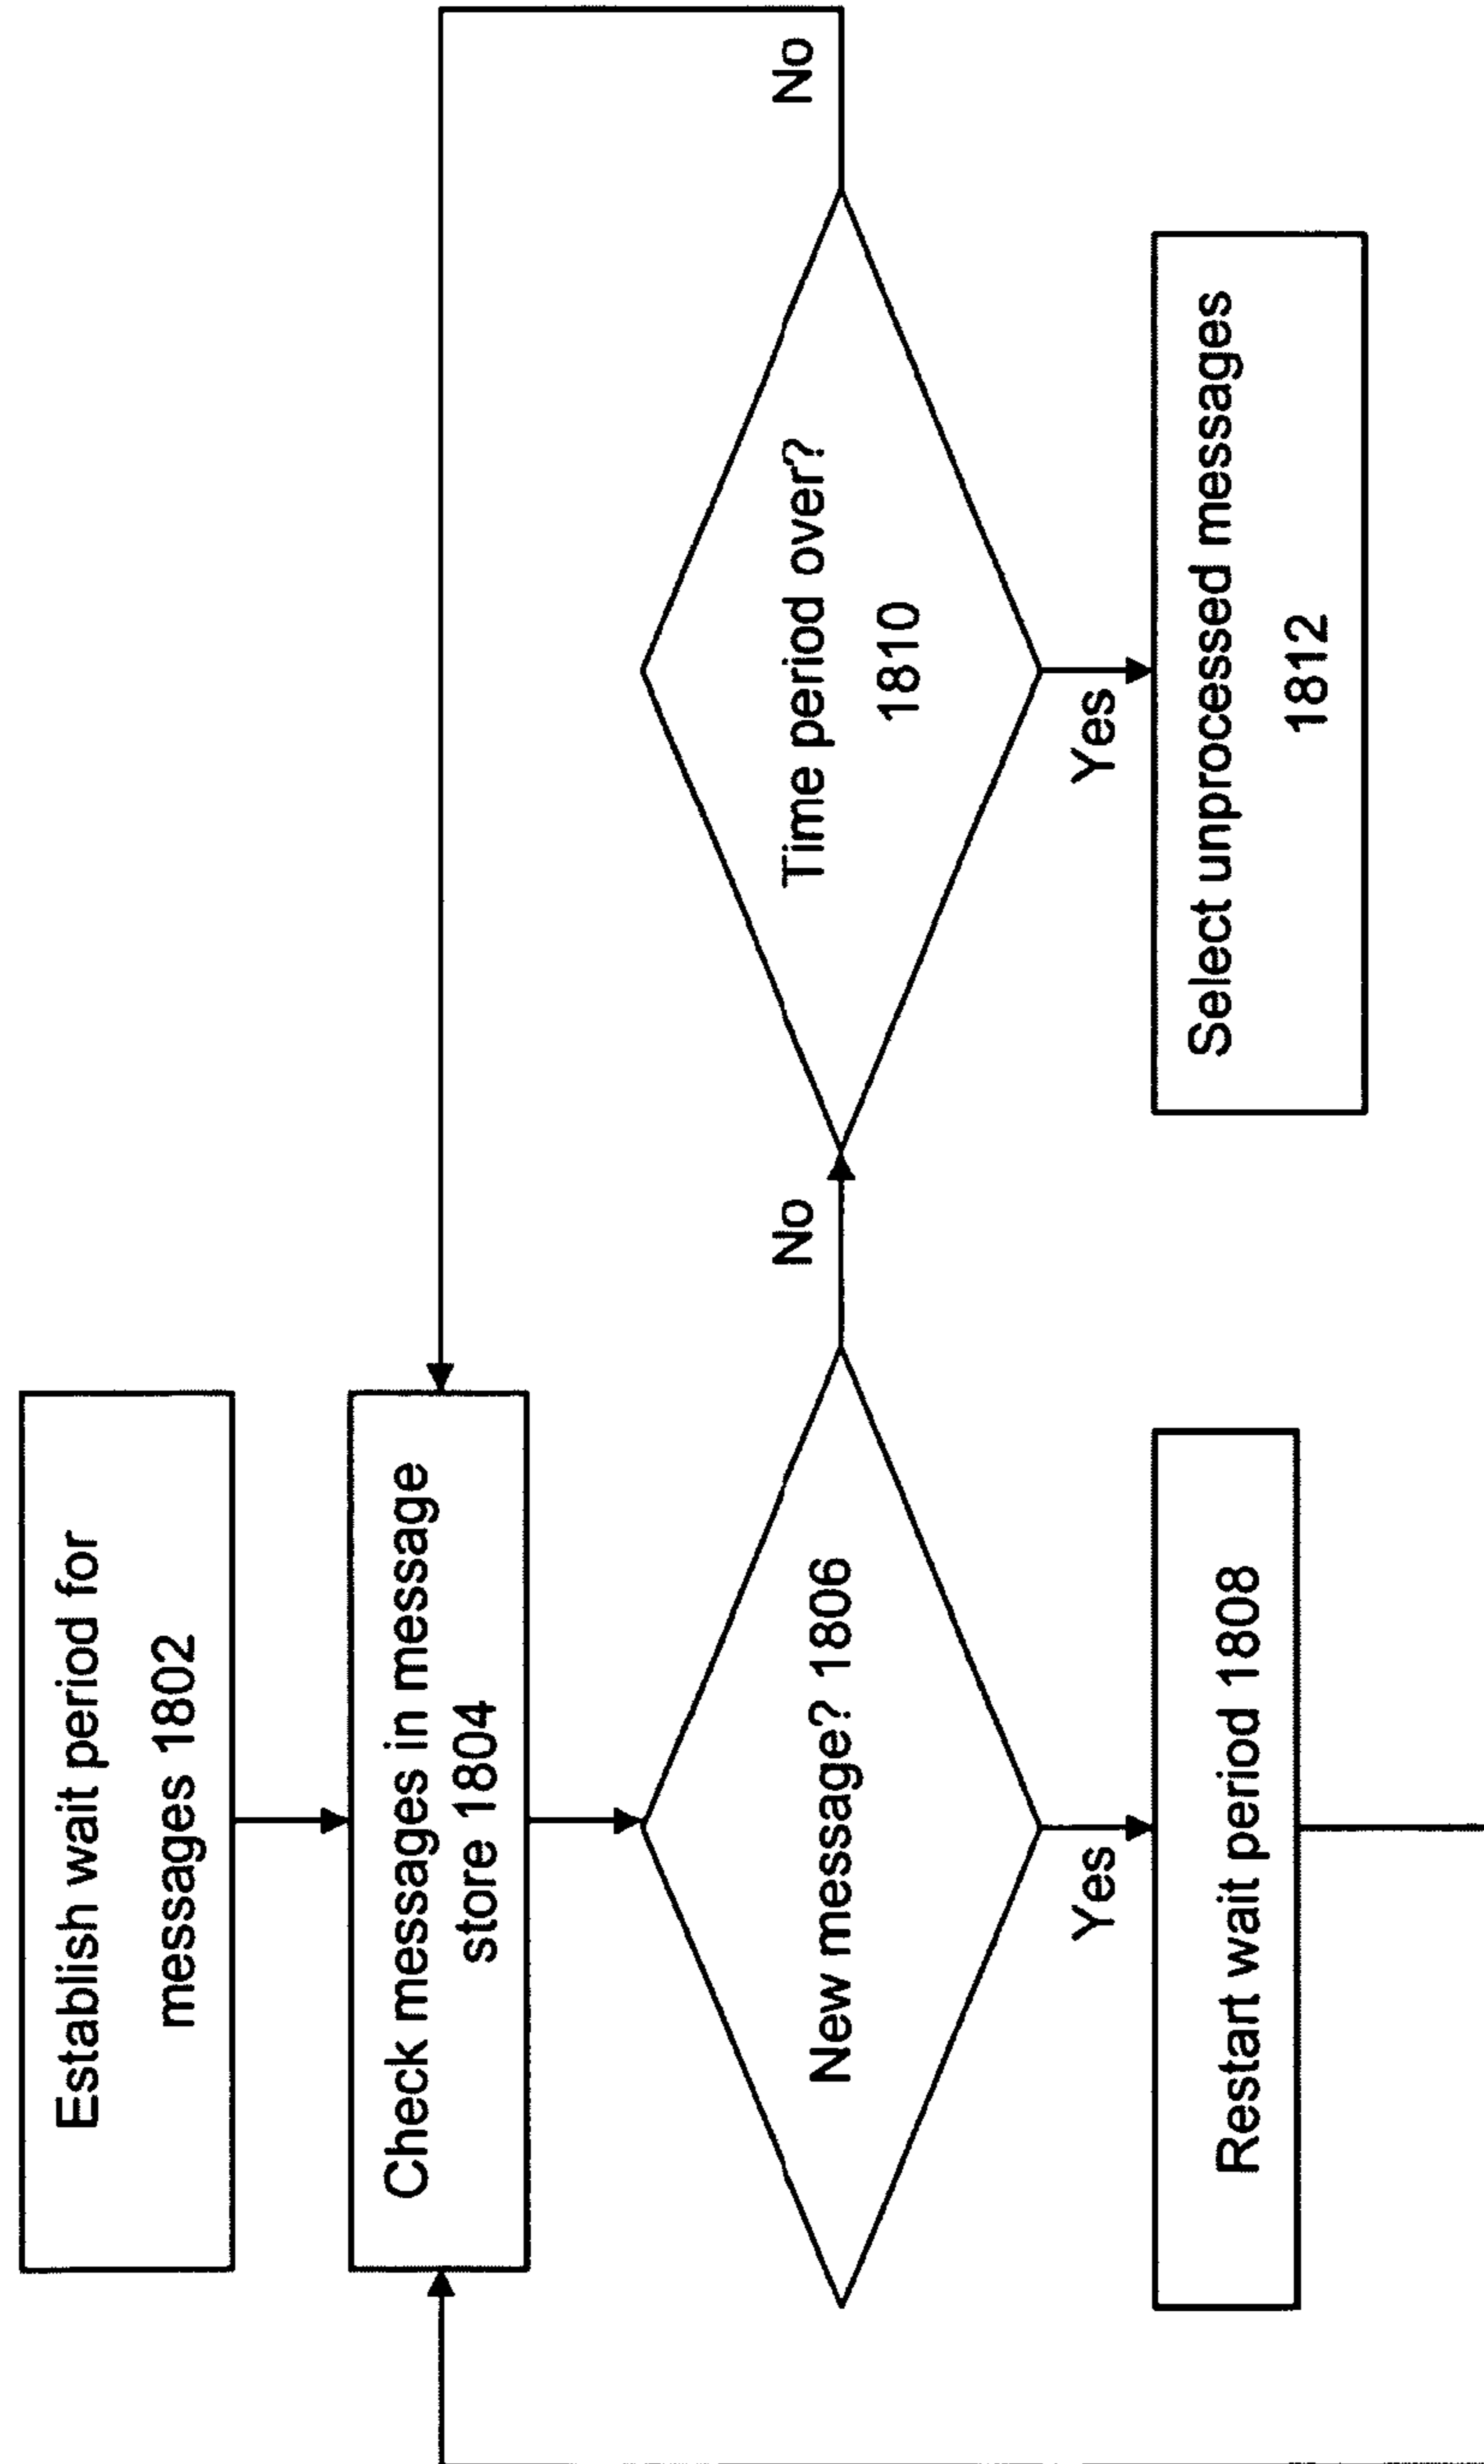 Establish wait period for
messages 1802
Check messages in message
store 1804
New message? 1806
Yes
Restart wait period 1808
No
Time period over?
1810
No
Yes
Select unprocessed messages
1812